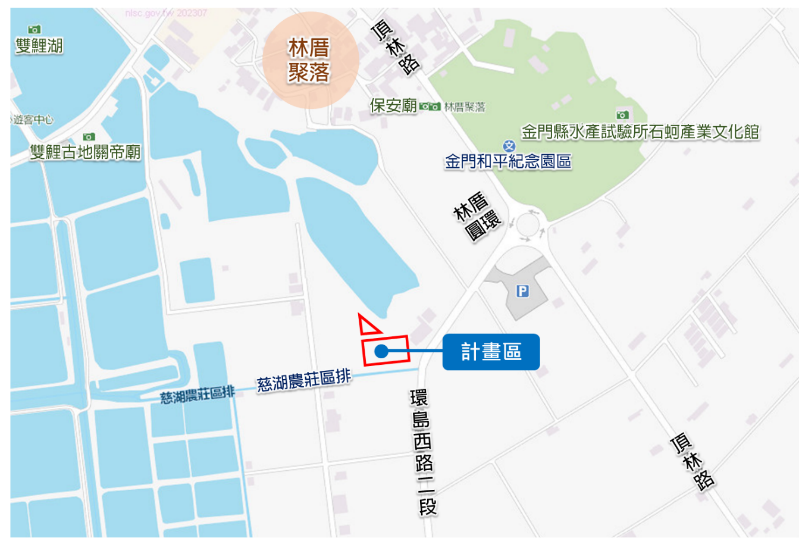 nlsc.gov.tw 202307
雙鯉湖
林厝
聚落
頂林路
遊客中心
保安廟
林厝聚落
金門縣水產試驗所石蚵產業文化館
雙鯉古地關帝廟
文
金門和平紀念園區
林厝
圓環
P
計畫區
慈湖農莊區排
慈湖農莊區排
環島西路二段
頂林路